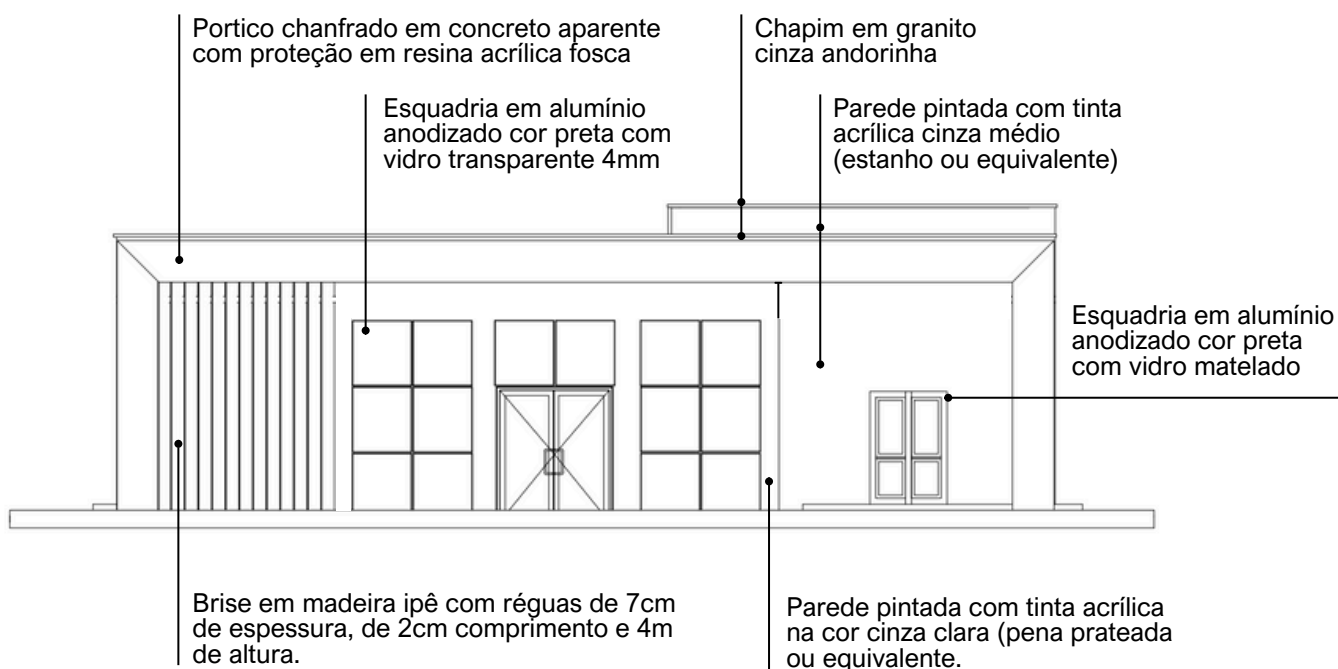 Portico chanfrado em concreto aparente
com proteção em resina acrílica fosca
Chapim em granito
cinza andorinha
Esquadria em alumínio
anodizado cor preta com
vidro transparente 4mm
Parede pintada com tinta
acrílica cinza médio
(estanho ou equivalente)
Esquadria em alumínio
anodizado cor preta
com vidro matelado
Brise em madeira ipê com réguas de 7cm
de espessura, de 2cm comprimento e 4m
de altura.
Parede pintada com tinta acrílica
na cor cinza clara (pena prateada
ou equivalente.